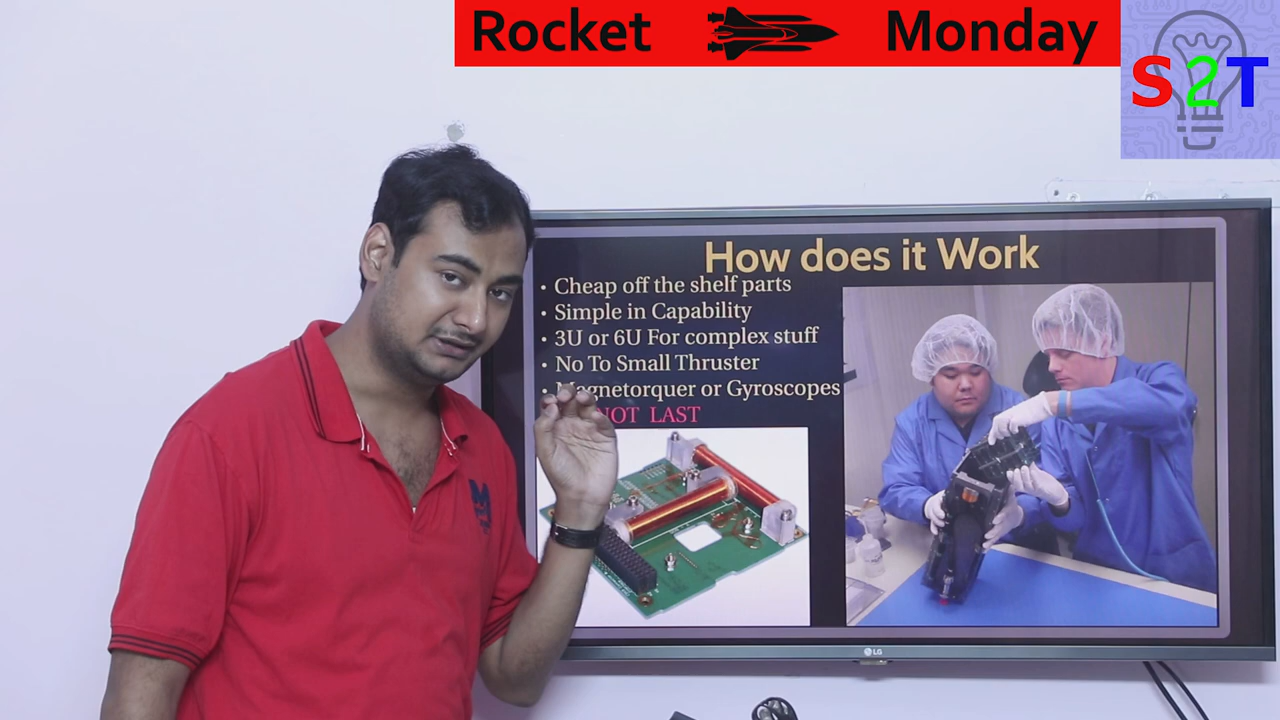 Rocket Monday
S2T
How does it Work
• Cheap off the shelf parts
• Simple in Capability
• 3U or 6U For complex stuff
• No To Small Thruster
• Magnetorquer or Gyroscopes
NOT LAST
LG